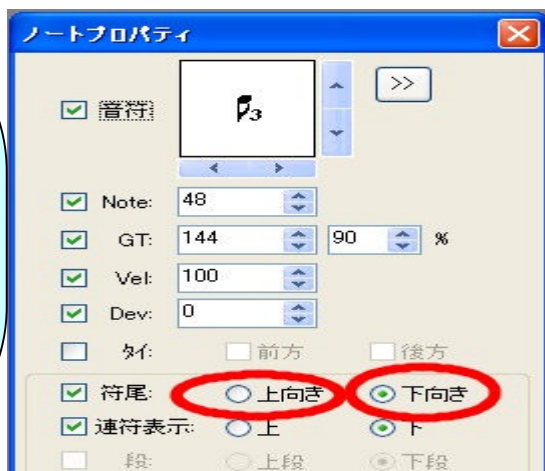 ノートプロパティ
音符:
3
>>
Note: 48
GT: 144 90 %
Vel: 100
Dev: 0
タイ: 前方 後方
符尾: 上向き 下向き
連符表示: 上 下
段: 上段 下段